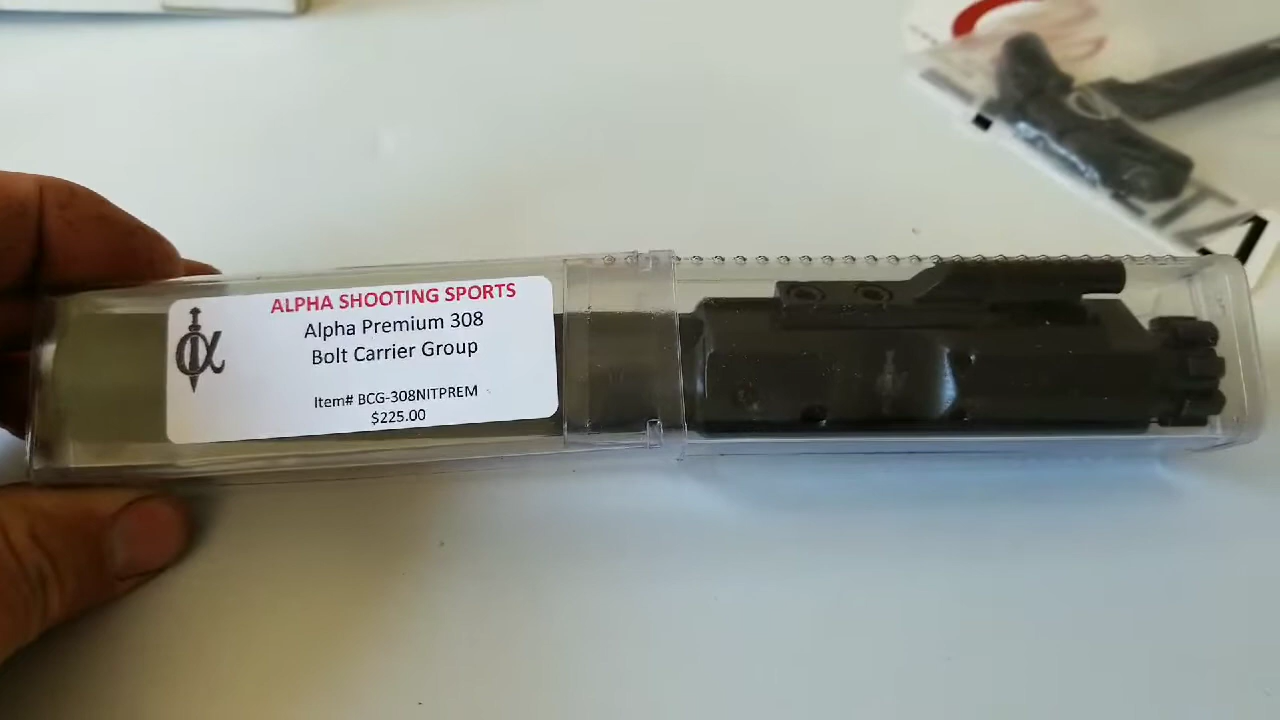 ALPHA SHOOTING SPORTS
Alpha Premium 308
Bolt Carrier Group
Item# BCG-308NITPREM
$225.00